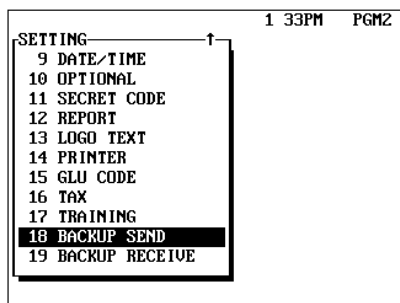 1 33PM PGM2
SETTING ↑
9 DATE/TIME
10 OPTIONAL
11 SECRET CODE
12 REPORT
13 LOGO TEXT
14 PRINTER
15 GLU CODE
16 TAX
17 TRAINING
18 BACKUP SEND
19 BACKUP RECEIVE